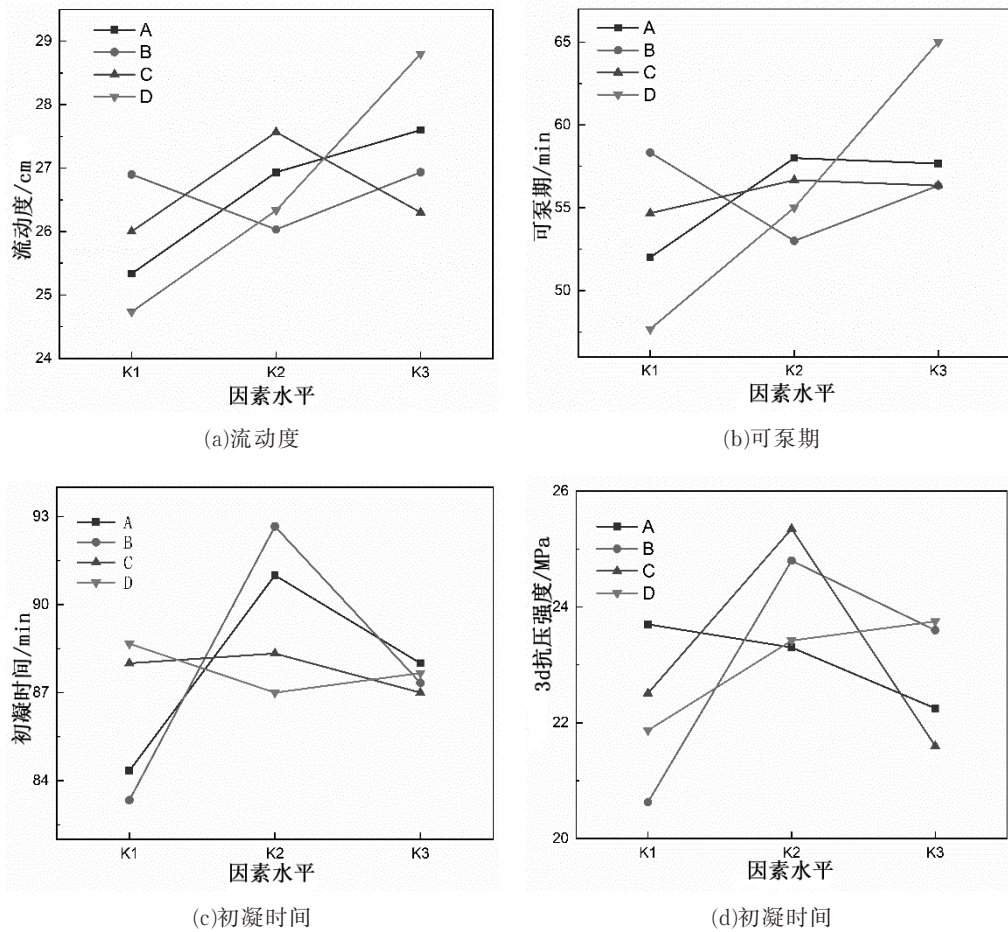 29
28
27
26
25
24
流动度/cm
A
B
C
D
K1
K2
K3
因素水平
(a)流动度
65
60
55
50
可泵期/min
A
B
C
D
K1
K2
K3
因素水平
(b)可泵期
93
90
87
84
初凝时间/min
A
B
C
D
K1
K2
K3
因素水平
(c)初凝时间
26
24
22
20
3d抗压强度/MPa
A
B
C
D
K1
K2
K3
因素水平
(d)初凝时间